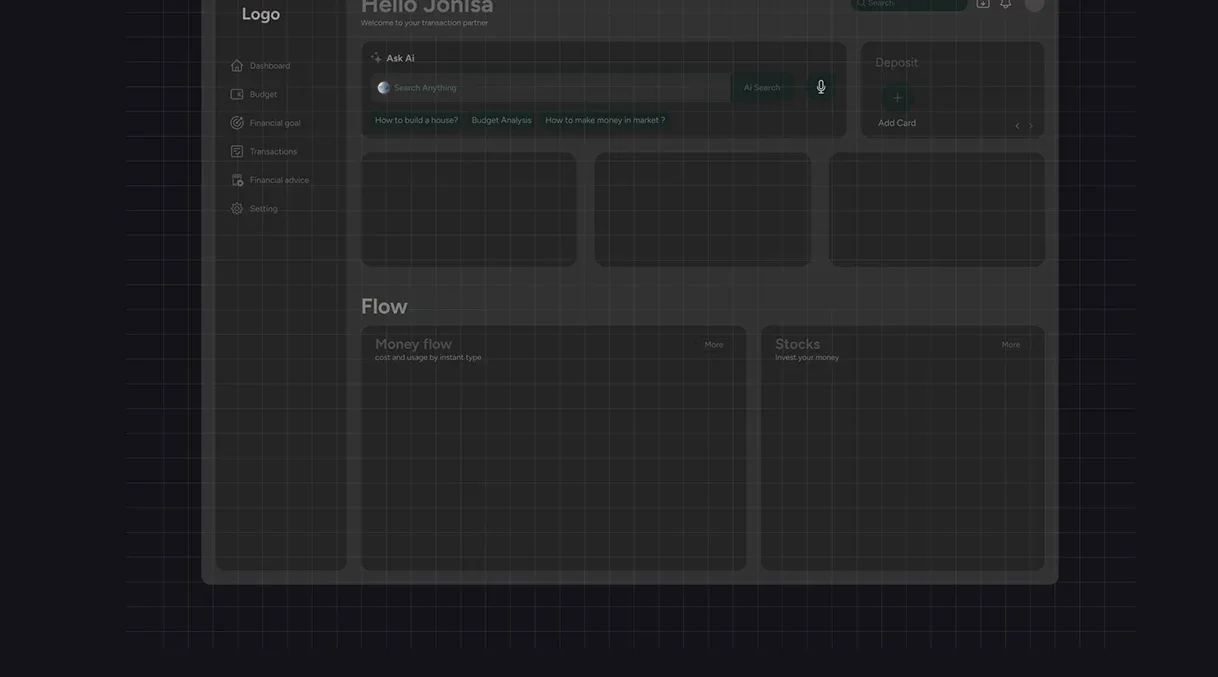 Logo
Dashboard
Budget
Financial goal
Transactions
Financial advice
Setting
Hello Jonisa
Welcome to your transaction partner
Search
Ask Ai
Search Anything
Ai Search
How to build a house?
Budget Analysis
How to make money in market ?
Deposit
Add Card
Flow
Money flow
cost and usage by instant type
More
Stocks
Invest your money
More